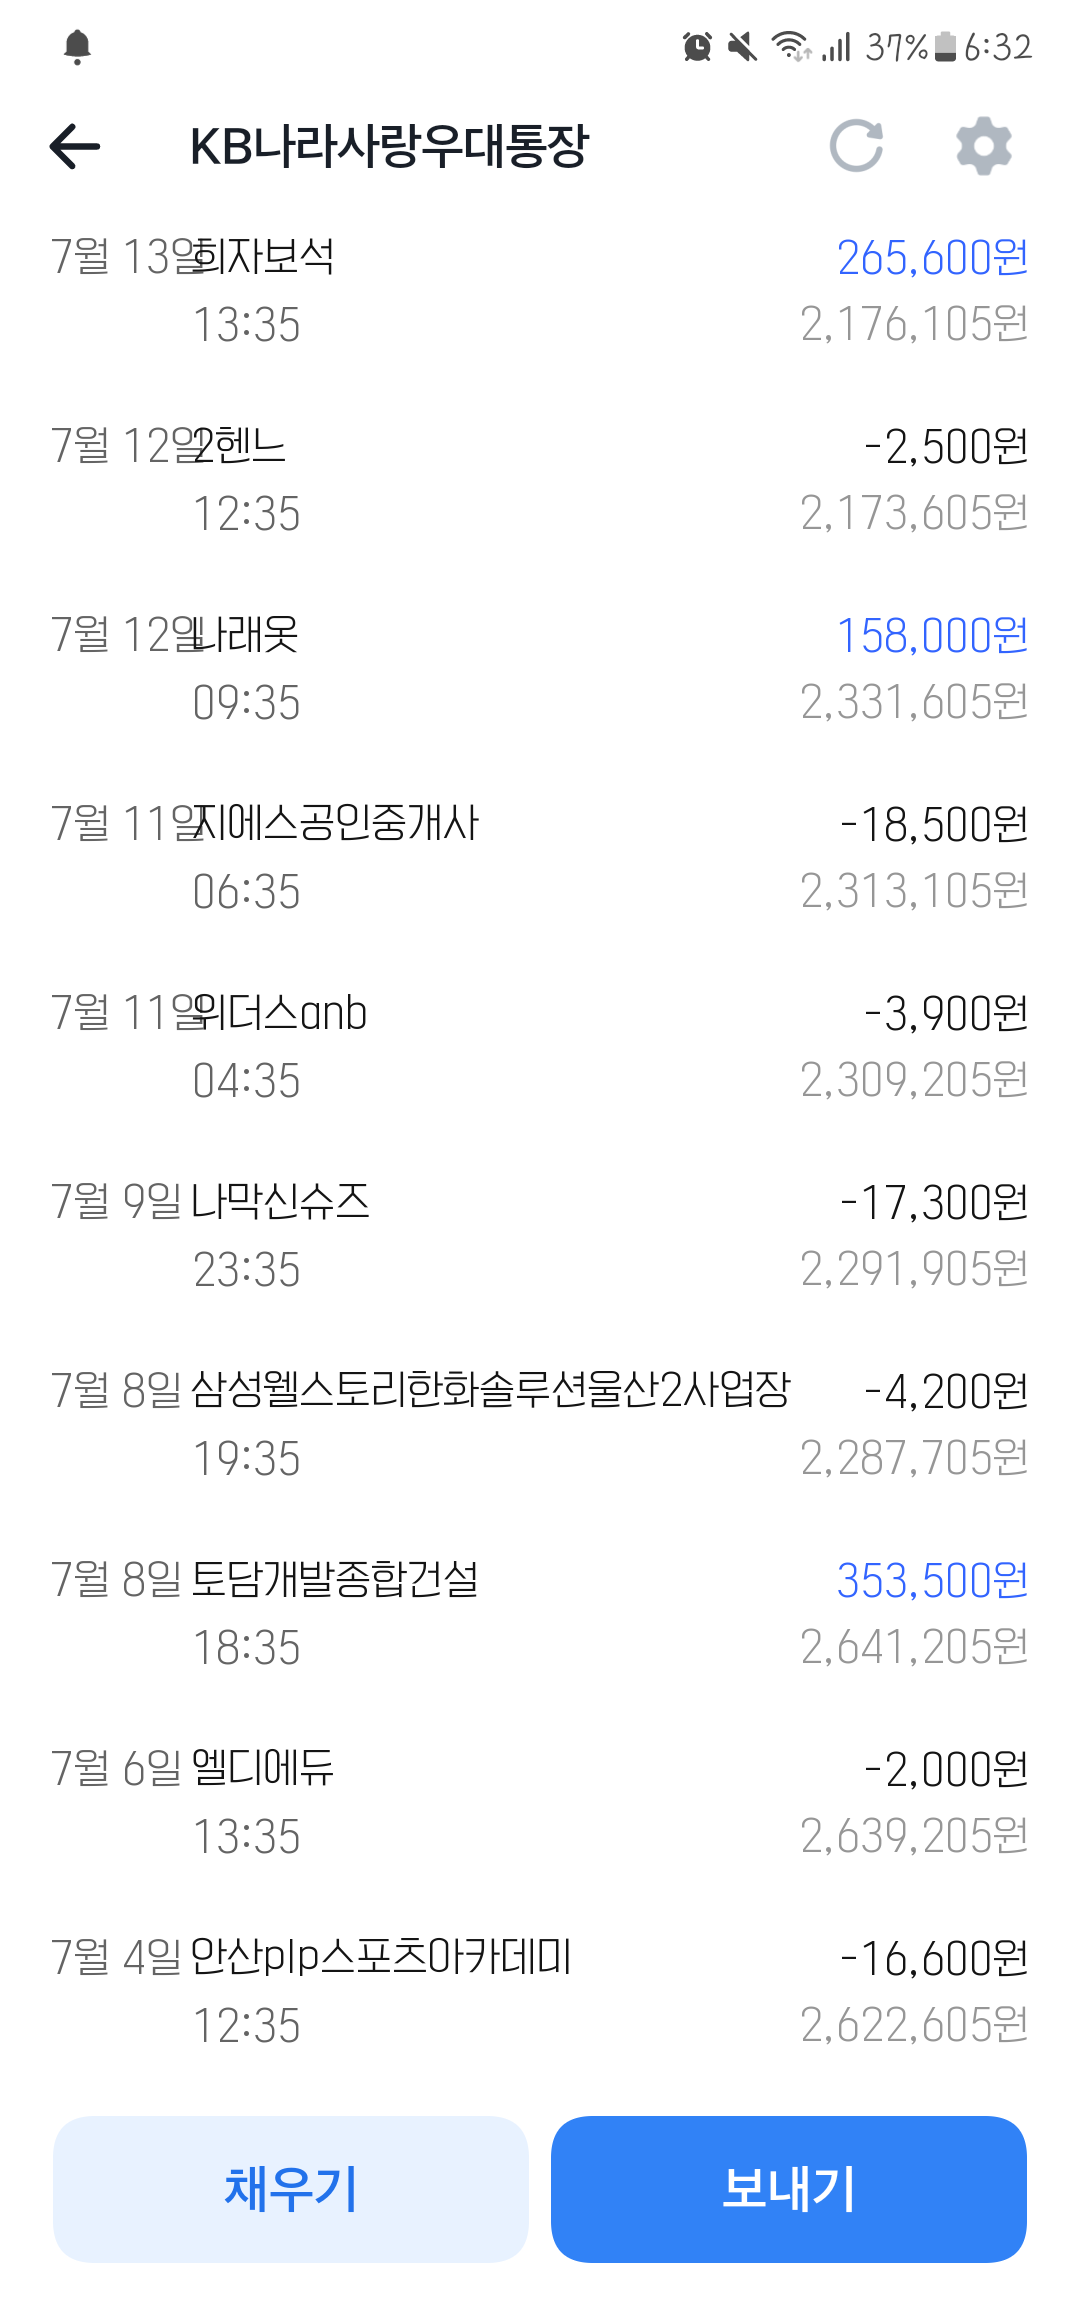 37% 6:32
KB나라사랑우대통장
7월 13일 희자보석 265,600원
13:35 2,176,105원
7월 12일 2헨느 -2,500원
12:35 2,173,605원
7월 12일 나래옷 158,000원
09:35 2,331,605원
7월 11일 지에스공인중개사 -18,500원
06:35 2,313,105원
7월 11일 위더스anb -3,900원
04:35 2,309,205원
7월 9일 나막신슈즈 -17,300원
23:35 2,291,905원
7월 8일 삼성웰스토리한화솔루션울산2사업장 -4,200원
19:35 2,287,705원
7월 8일 토담개발종합건설 353,500원
18:35 2,641,205원
7월 6일 엘디에듀 -2,000원
13:35 2,639,205원
7월 4일 안산plp스포츠아카데미 -16,600원
12:35 2,622,605원
채우기 보내기